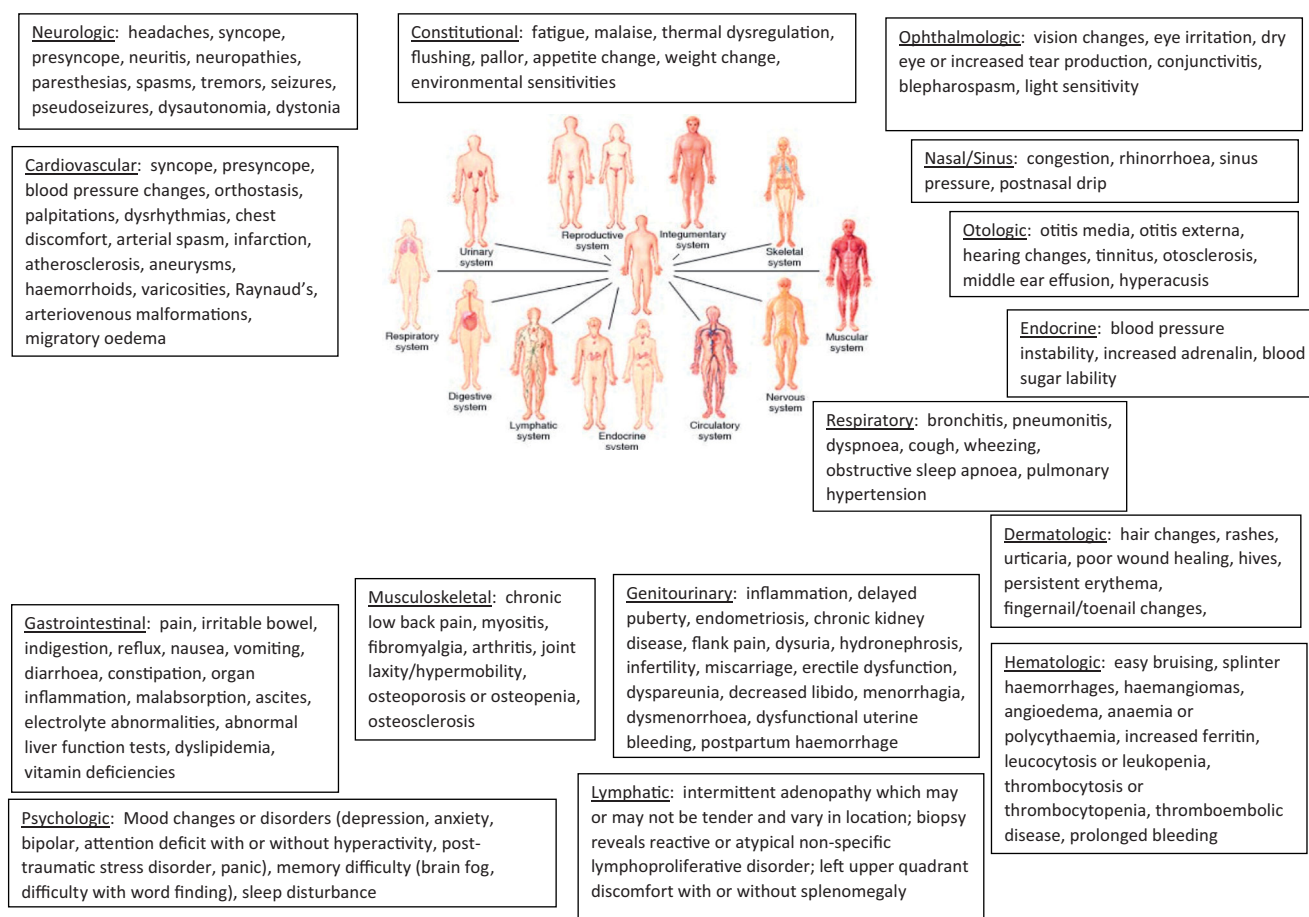 Neurologic: headaches, syncope,
presyncope, neuritis, neuropathies,
paresthesias, spasms, tremors, seizures,
pseudoseizures, dysautonomia, dystonia
Constitutional: fatigue, malaise, thermal dysregulation,
flushing, pallor, appetite change, weight change,
environmental sensitivities
Ophthalmologic: vision changes, eye irritation, dry
eye or increased tear production, conjunctivitis,
blepharospasm, light sensitivity
Cardiovascular: syncope, presyncope,
blood pressure changes, orthostasis,
palpitations, dysrhythmias, chest
discomfort, arterial spasm, infarction,
atherosclerosis, aneurysms,
haemorrhoids, varicosities, Raynaud's,
arteriovenous malformations,
migratory oedema
Nasal/Sinus: congestion, rhinorrhoea, sinus
pressure, postnasal drip
Otologic: otitis media, otitis externa,
hearing changes, tinnitus, otosclerosis,
middle ear effusion, hyperacusis
Endocrine: blood pressure
instability, increased adrenalin, blood
sugar lability
Urinary
system
Reproductive
system
Integumentary
system
Skeletal
system
Respiratory
system
Muscular
system
Digestive
system
Lymphatic
system
Endocrine
system
Circulatory
system
Nervous
system
Respiratory: bronchitis, pneumonitis,
dyspnoea, cough, wheezing,
obstructive sleep apnoea, pulmonary
hypertension
Dermatologic: hair changes, rashes,
urticaria, poor wound healing, hives,
persistent erythema,
fingernail/toenail changes,
Gastrointestinal: pain, irritable bowel,
indigestion, reflux, nausea, vomiting,
diarrhoea, constipation, organ
inflammation, malabsorption, ascites,
electrolyte abnormalities, abnormal
liver function tests, dyslipidemia,
vitamin deficiencies
Musculoskeletal: chronic
low back pain, myositis,
fibromyalgia, arthritis, joint
laxity/hypermobility,
osteoporosis or osteopenia,
osteosclerosis
Genitourinary: inflammation, delayed
puberty, endometriosis, chronic kidney
disease, flank pain, dysuria, hydronephrosis,
infertility, miscarriage, erectile dysfunction,
dyspareunia, decreased libido, menorrhagia,
dysmenorrhoea, dysfunctional uterine
bleeding, postpartum haemorrhage
Hematologic: easy bruising, splinter
haemorrhages, haemangiomas,
angioedema, anaemia or
polycythaemia, increased ferritin,
leucocytosis or leukopenia,
thrombocytosis or
thrombocytopenia, thromboembolic
disease, prolonged bleeding
Psychologic: Mood changes or disorders (depression, anxiety,
bipolar, attention deficit with or without hyperactivity, post-
traumatic stress disorder, panic), memory difficulty (brain fog,
difficulty with word finding), sleep disturbance
Lymphatic: intermittent adenopathy which may
or may not be tender and vary in location; biopsy
reveals reactive or atypical non-specific
lymphoproliferative disorder; left upper quadrant
discomfort with or without splenomegaly